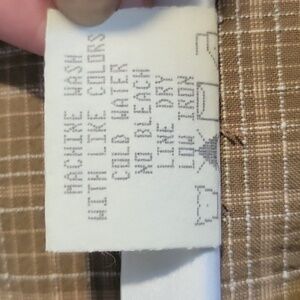 MACHINE WASH
WITH LIKE COLORS
COLD WATER
NO BLEACH
LINE DRY
LOW IRON